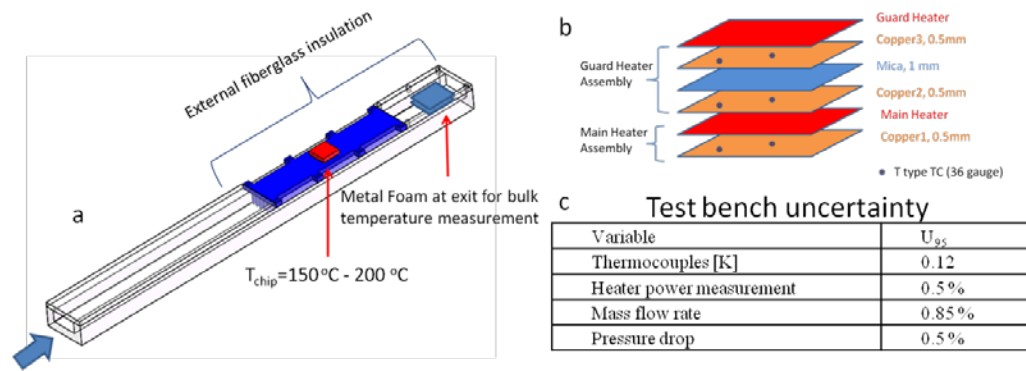 External fiberglass insulation
a
Metal Foam at exit for bulk
temperature measurement
Tchip=150 °C - 200 °C
b
Guard Heater
Copper3, 0.5mm
Mica, 1 mm
Copper2, 0.5mm
Main Heater
Copper1, 0.5mm
Guard Heater
Assembly
Main Heater
Assembly
T type TC (36 gauge)
c Test bench uncertainty
Variable U95
Thermocouples [K] 0.12
Heater power measurement 0.5%
Mass flow rate 0.85%
Pressure drop 0.5%